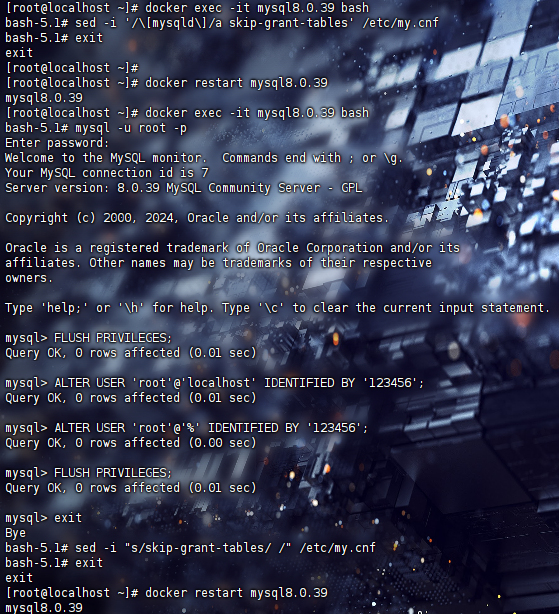 [root@localhost ~]# docker exec -it mysql8.0.39 bash
bash-5.1# sed -i '/\[mysqld\]/a skip-grant-tables' /etc/my.cnf
bash-5.1# exit
exit
[root@localhost ~]#
[root@localhost ~]# docker restart mysql8.0.39
mysql8.0.39
[root@localhost ~]# docker exec -it mysql8.0.39 bash
bash-5.1# mysql -u root -p
Enter password:
Welcome to the MySQL monitor.  Commands end with ; or \g.
Your MySQL connection id is 7
Server version: 8.0.39 MySQL Community Server - GPL
Copyright (c) 2000, 2024, Oracle and/or its affiliates.
Oracle is a registered trademark of Oracle Corporation and/or its
affiliates. Other names may be trademarks of their respective
owners.
Type 'help;' or '\h' for help. Type '\c' to clear the current input statement.
mysql> FLUSH PRIVILEGES;
Query OK, 0 rows affected (0.01 sec)
mysql> ALTER USER 'root'@'localhost' IDENTIFIED BY '123456';
Query OK, 0 rows affected (0.01 sec)
mysql> ALTER USER 'root'@'%' IDENTIFIED BY '123456';
Query OK, 0 rows affected (0.00 sec)
mysql> FLUSH PRIVILEGES;
Query OK, 0 rows affected (0.01 sec)
mysql> exit
Bye
bash-5.1# sed -i "s/skip-grant-tables/ /" /etc/my.cnf
bash-5.1# exit
exit
[root@localhost ~]# docker restart mysql8.0.39
mysql8.0.39